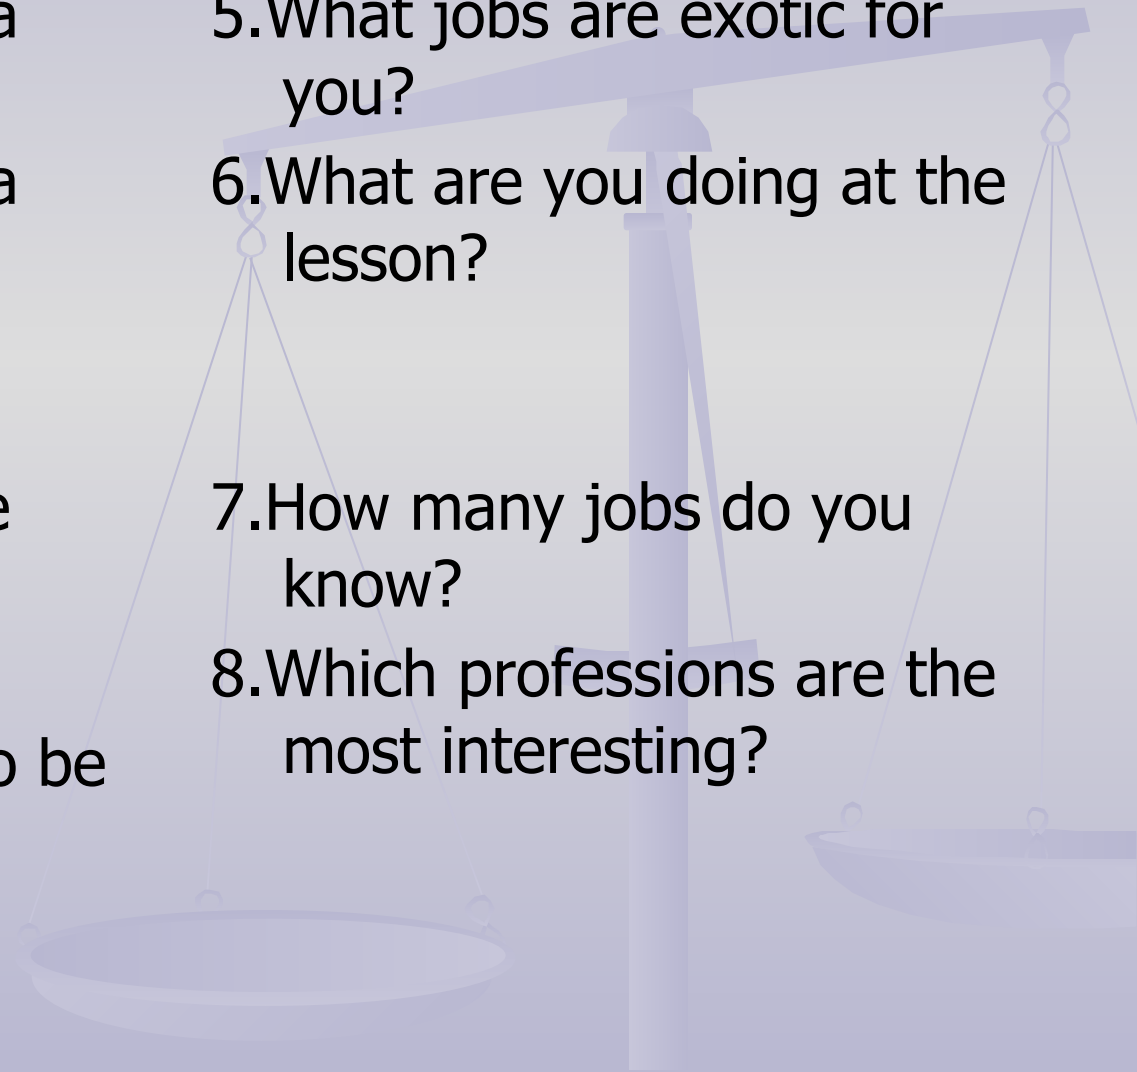 a
a
e
o be
5.What jobs are exotic for
you?
6.What are you doing at the
lesson?
7.How many jobs do you
know?
8.Which professions are the
most interesting?